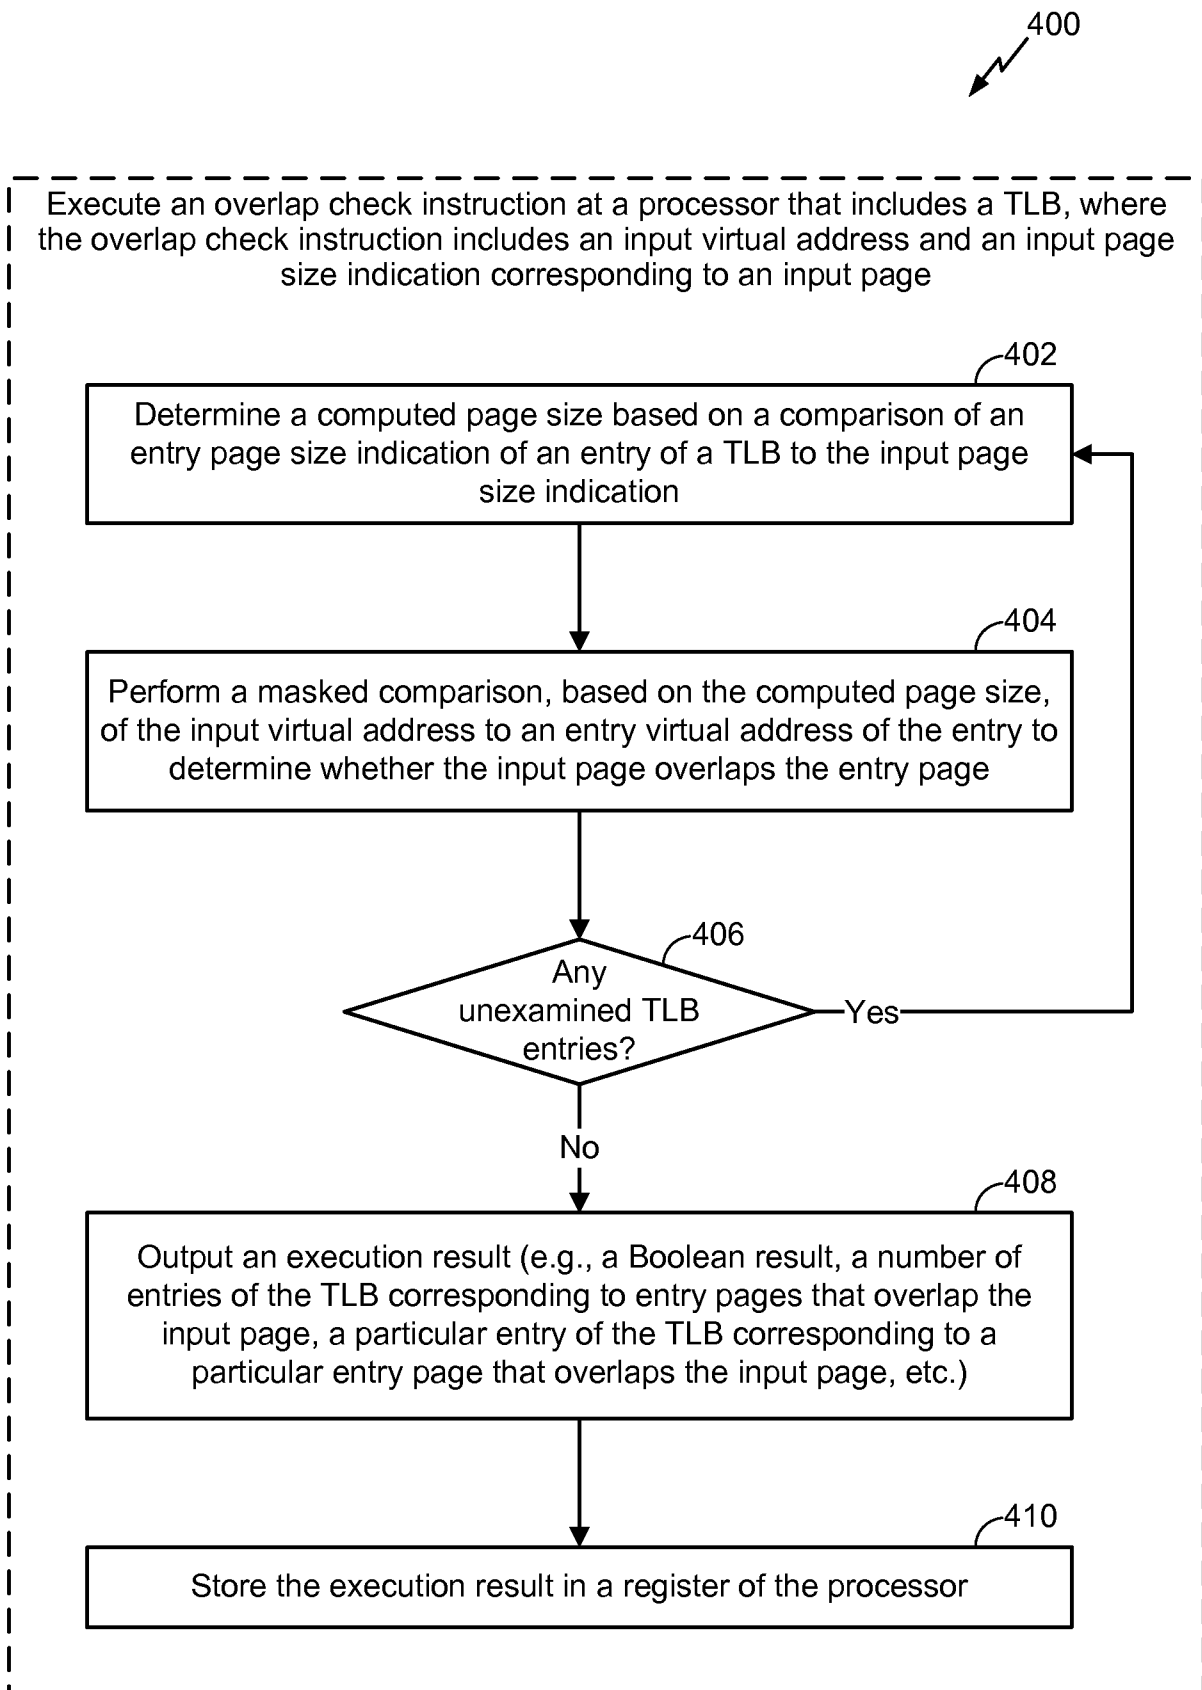 400
Execute an overlap check instruction at a processor that includes a TLB, where
the overlap check instruction includes an input virtual address and an input page
size indication corresponding to an input page
402
Determine a computed page size based on a comparison of an
entry page size indication of an entry of a TLB to the input page
size indication
404
Perform a masked comparison, based on the computed page size,
of the input virtual address to an entry virtual address of the entry to
determine whether the input page overlaps the entry page
406
Any
unexamined TLB
entries?
Yes
No
408
Output an execution result (e.g., a Boolean result, a number of
entries of the TLB corresponding to entry pages that overlap the
input page, a particular entry of the TLB corresponding to a
particular entry page that overlaps the input page, etc.)
410
Store the execution result in a register of the processor